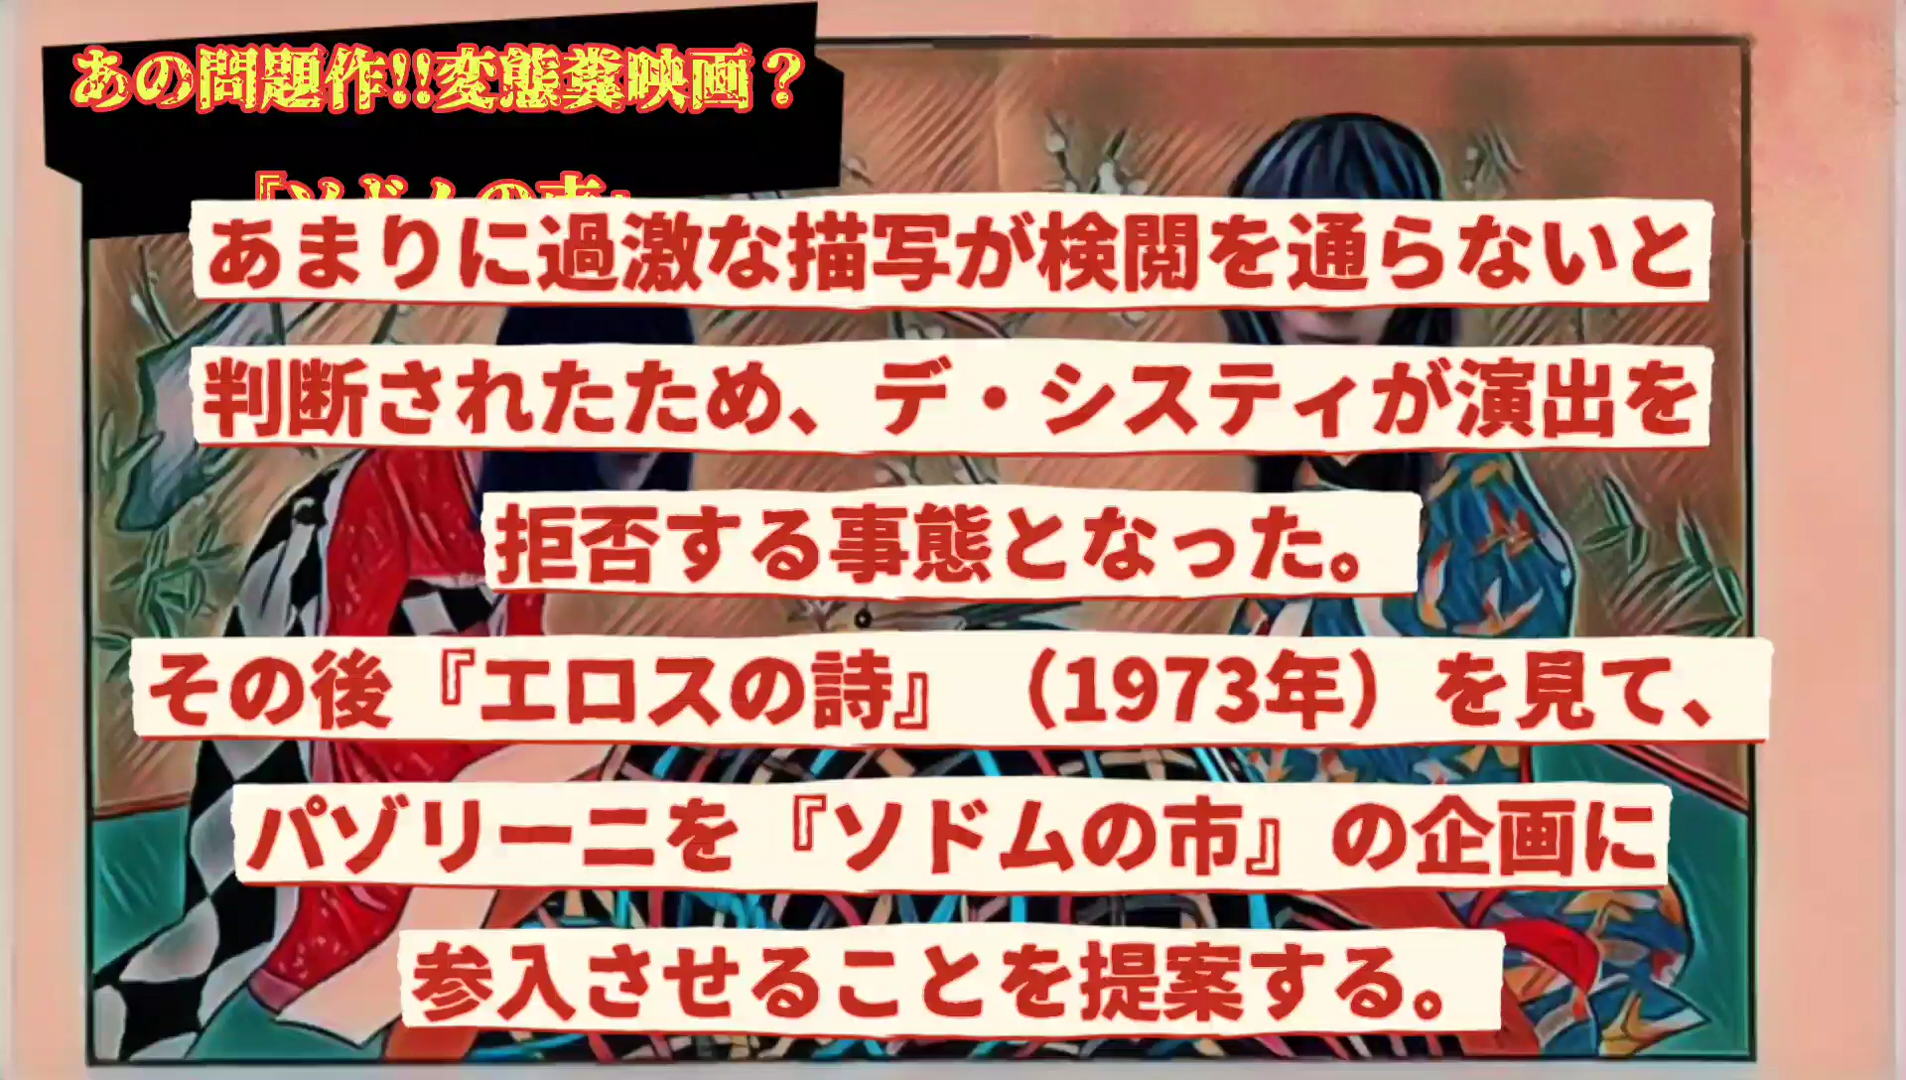 あの問題作!!変態糞映画？
『ソドムの市』
あまりに過激な描写が検閲を通らないと
判断されたため、デ・システィが演出を
拒否する事態となった。
その後『エロスの詩』（1973年）を見て、
パゾリーニを『ソドムの市』の企画に
参入させることを提案する。